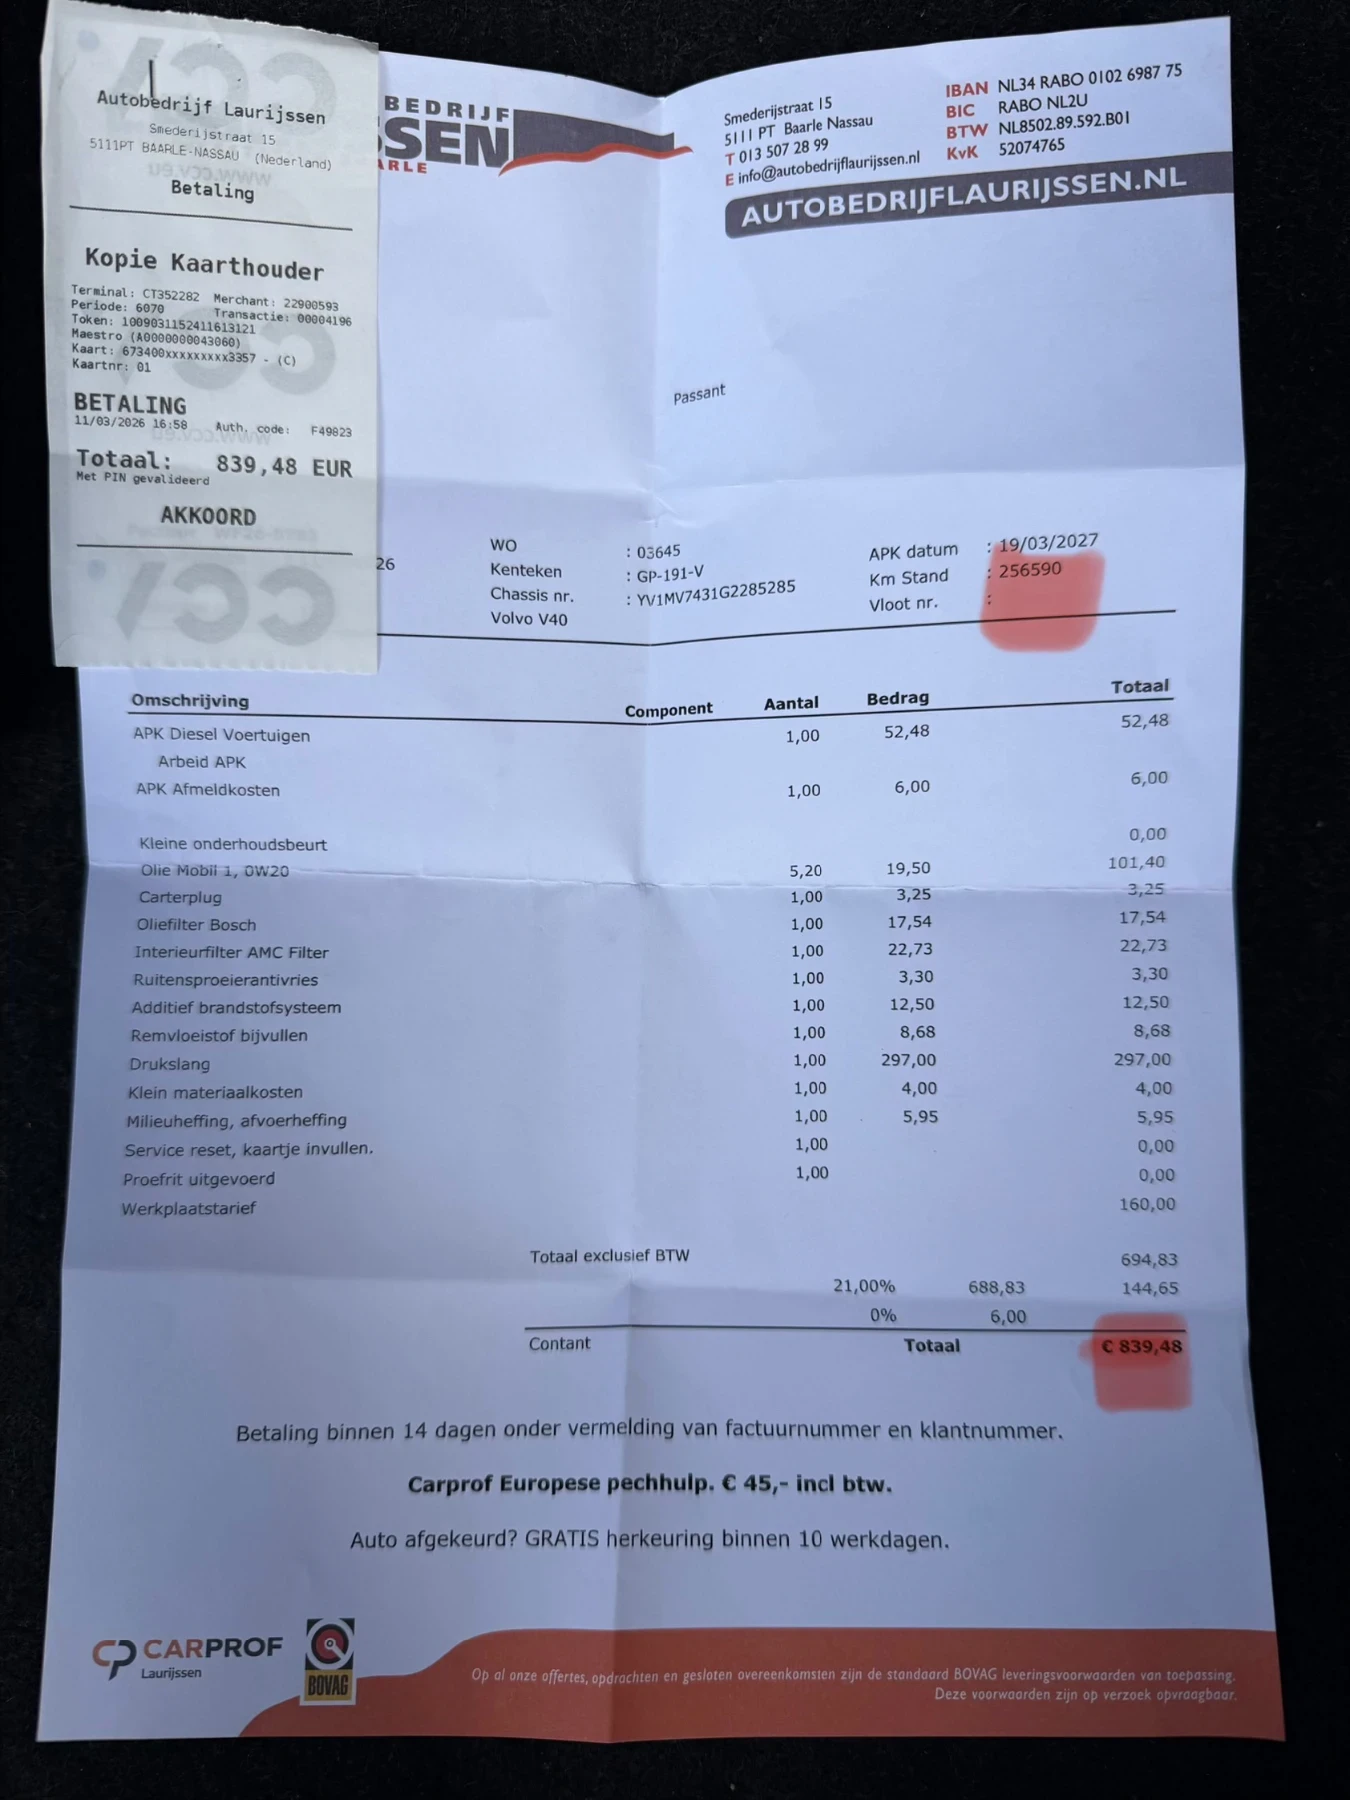 Autobedrijf Laurijssen
Smederijstraat 15
5111PT BAARLE-NASSAU (Nederland)
www.ccv.eu
Betaling
Kopie Kaarthouder
Terminal: CT352282 Merchant: 22900593
Periode: 6070 Transactie: 00004196
Token: 1009031152411613121
Maestro (A0000000043060)
Kaart: 673400xxxxxxxxx3357 - (C)
Kaartnr: 01
BETALING
11/03/2026 16:58 Auth. code: F49823
www.ccv.eu
Totaal: 839,48 EUR
Met PIN gevalideerd
AKKOORD
CCV
BEDRIJF
SSEN
ARLE
Smederijstraat 15
5111 PT Baarle Nassau
T 013 507 28 99
E info@autobedrijflaurijssen.nl
IBAN NL34 RABO 0102 6987 75
BIC RABO NL2U
BTW NL8502.89.592.B01
KvK 52074765
AUTOBEDRIJFLAURIJSSEN.NL
Passant
26
WO : 03645
Kenteken : GP-191-V
Chassis nr. : YV1MV7431G2285285
Volvo V40
APK datum : 19/03/2027
Km Stand : 256590
Vloot nr. :
Omschrijving Component Aantal Bedrag Totaal
APK Diesel Voertuigen 1,00 52,48 52,48
Arbeid APK
APK Afmeldkosten 1,00 6,00 6,00
Kleine onderhoudsbeurt 0,00
Olie Mobil 1, 0W20 5,20 19,50 101,40
Carterplug 1,00 3,25 3,25
Oliefilter Bosch 1,00 17,54 17,54
Interieurfilter AMC Filter 1,00 22,73 22,73
Ruitensproeierantivries 1,00 3,30 3,30
Additief brandstofsysteem 1,00 12,50 12,50
Remvloeistof bijvullen 1,00 8,68 8,68
Drukslang 1,00 297,00 297,00
Klein materiaalkosten 1,00 4,00 4,00
Milieuheffing, afvoerheffing 1,00 5,95 5,95
Service reset, kaartje invullen. 1,00 0,00
Proefrit uitgevoerd 1,00 0,00
Werkplaatstarief 160,00
Totaal exclusief BTW 694,83
21,00% 688,83 144,65
0% 6,00
Contant Totaal € 839,48
Betaling binnen 14 dagen onder vermelding van factuurnummer en klantnummer.
Carprof Europese pechhulp. € 45,- incl btw.
Auto afgekeurd? GRATIS herkeuring binnen 10 werkdagen.
CP CARPROF
Laurijssen
BOVAG
Op al onze offertes, opdrachten en gesloten overeenkomsten zijn de standaard BOVAG leveringsvoorwaarden van toepassing.
Deze voorwaarden zijn op verzoek opvraagbaar.